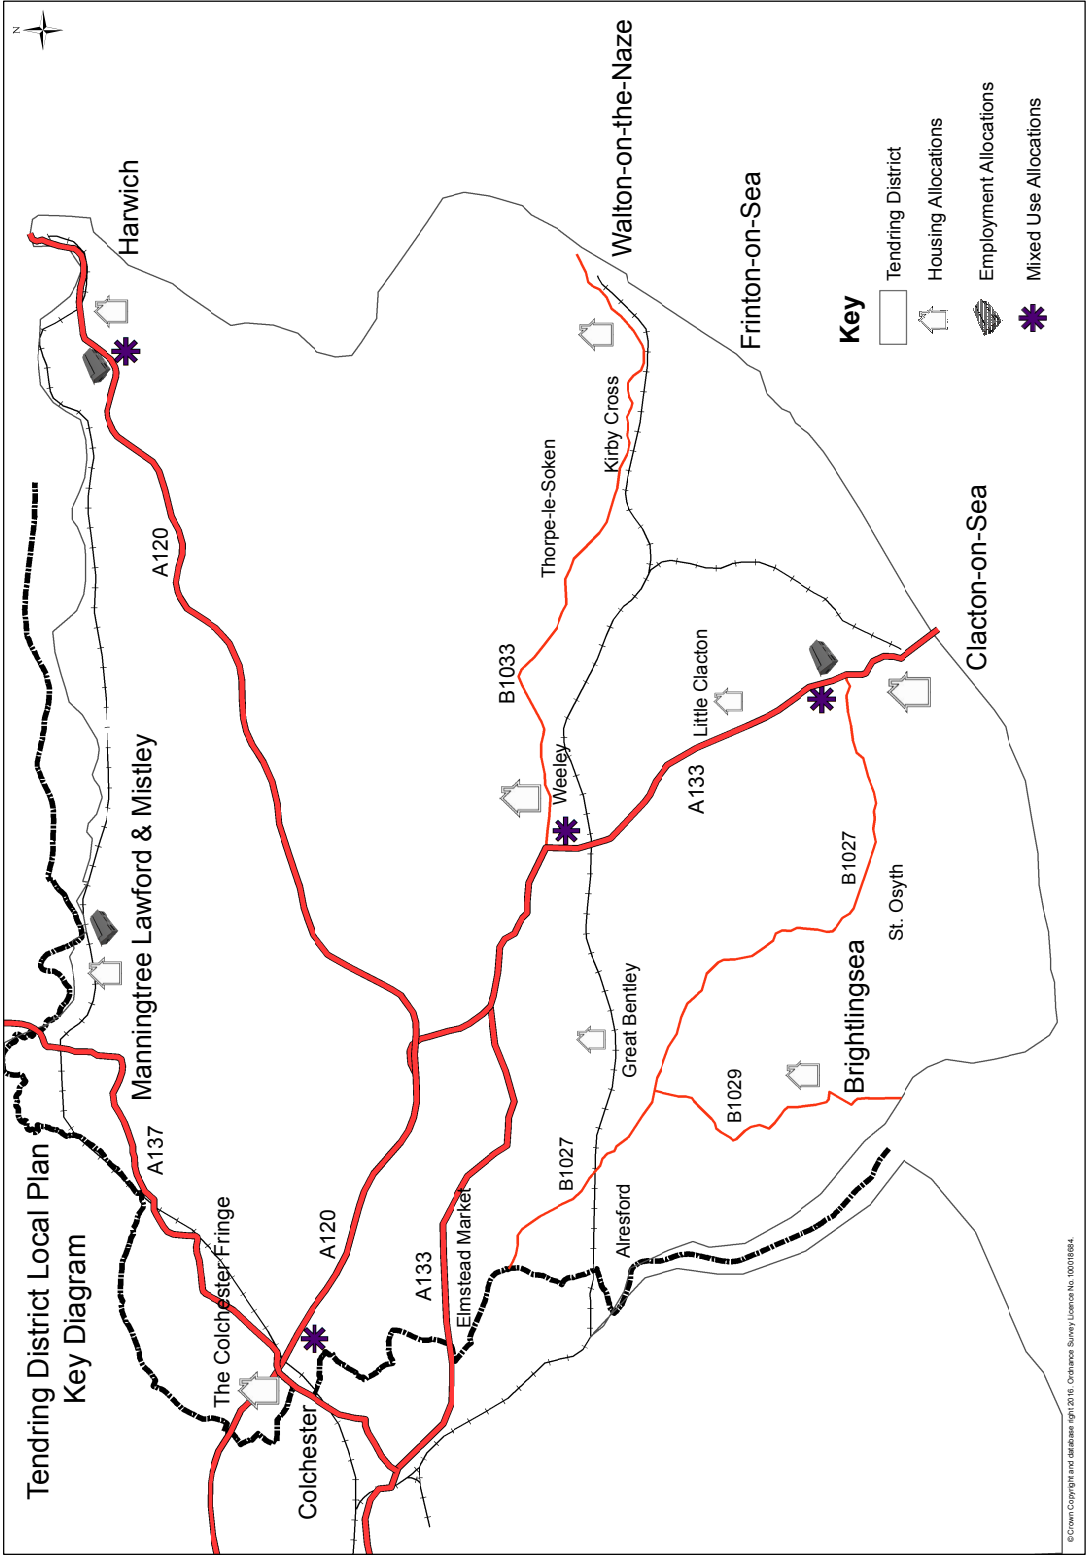 Tendring District Local Plan
Key Diagram
N
Harwich
A120
Manningtree Lawford & Mistley
A137
The Colchester Fringe
Colchester
A120
A133
Elmstead Market
Alresford
B1027
Great Bentley
B1029
Brightlingsea
St. Osyth
B1027
Weeley
B1033
Thorpe-le-Soken
Kirby Cross
Walton-on-the-Naze
Frinton-on-Sea
Little Clacton
A133
Clacton-on-Sea
Key
Tendring District
Housing Allocations
Employment Allocations
Mixed Use Allocations
© Crown Copyright and database right 2016. Ordnance Survey Licence No.100018684.